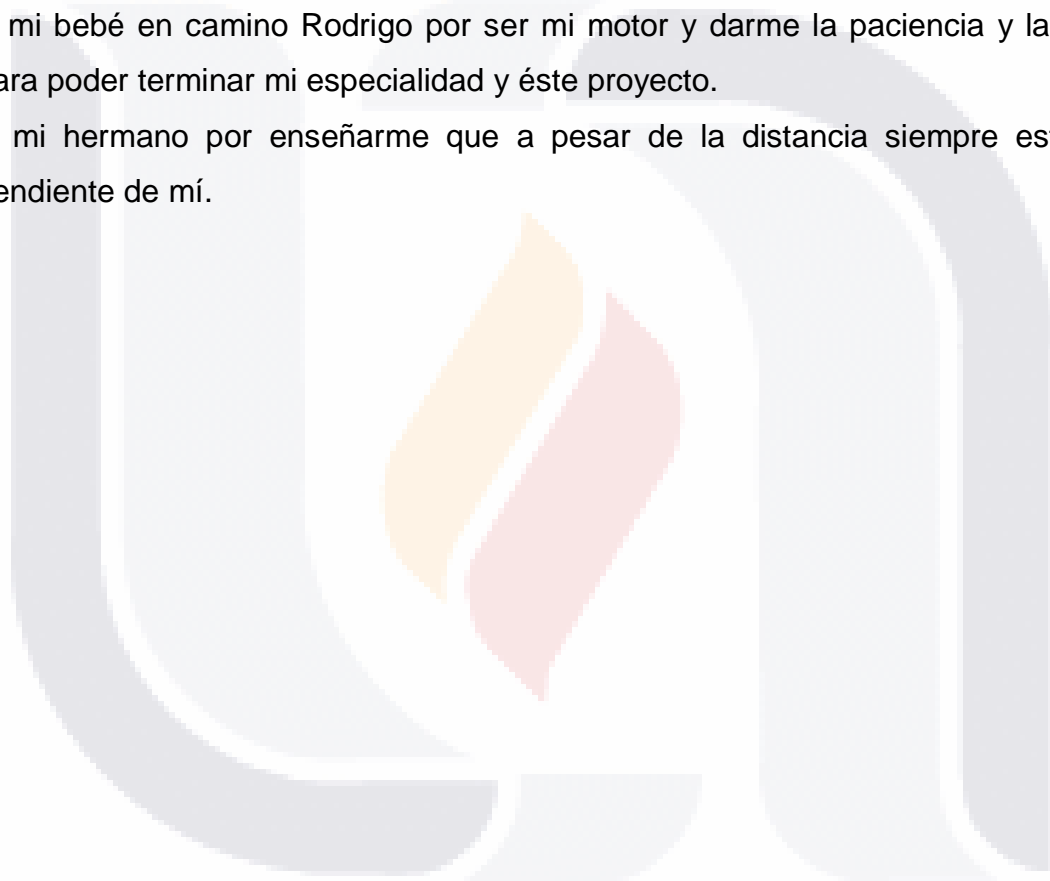 mi bebé en camino Rodrigo por ser mi motor y darme la paciencia y la
ara poder terminar mi especialidad y éste proyecto.
mi hermano por enseñarme que a pesar de la distancia siempre es
endiente de mí.